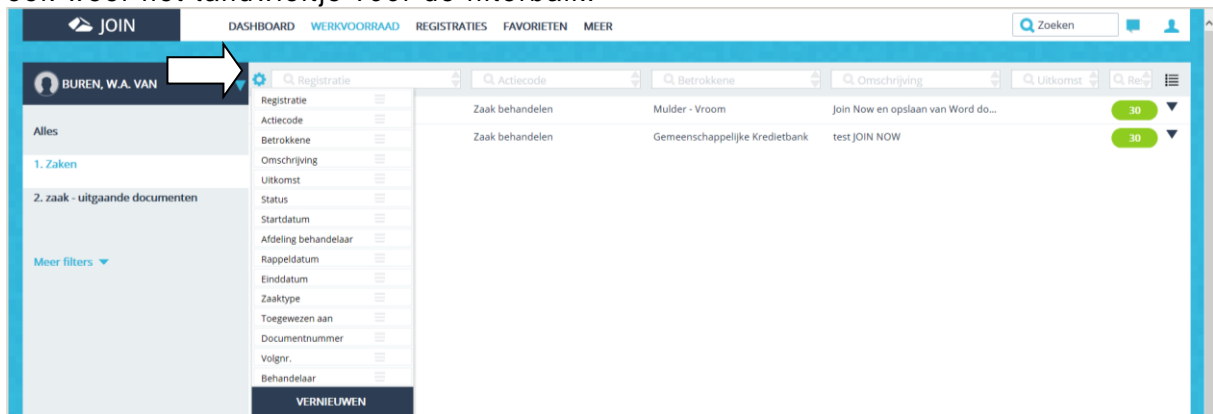 ook weer het tandwieltje voor de filterbalk.
JOIN DASHBOARD WERKVOORRAAD REGISTRATIES FAVORIETEN MEER Zoeken
BUREN, W.A. VAN Registratie Actiecode Betrokkene Omschrijving Uitkomst Re
Registratie
Zaak behandelen Mulder - Vroom Join Now en opslaan van Word do... 30
Actiecode
Alles
Betrokkene
Zaak behandelen Gemeenschappelijke Kredietbank test JOIN NOW 30
Omschrijving
1. Zaken
Uitkomst
2. zaak - uitgaande documenten
Status
Startdatum
Afdeling behandelaar
Meer filters
Rappeldatum
Einddatum
Zaaktype
Toegewezen aan
Documentnummer
Volgnr.
Behandelaar
VERNIEUWEN